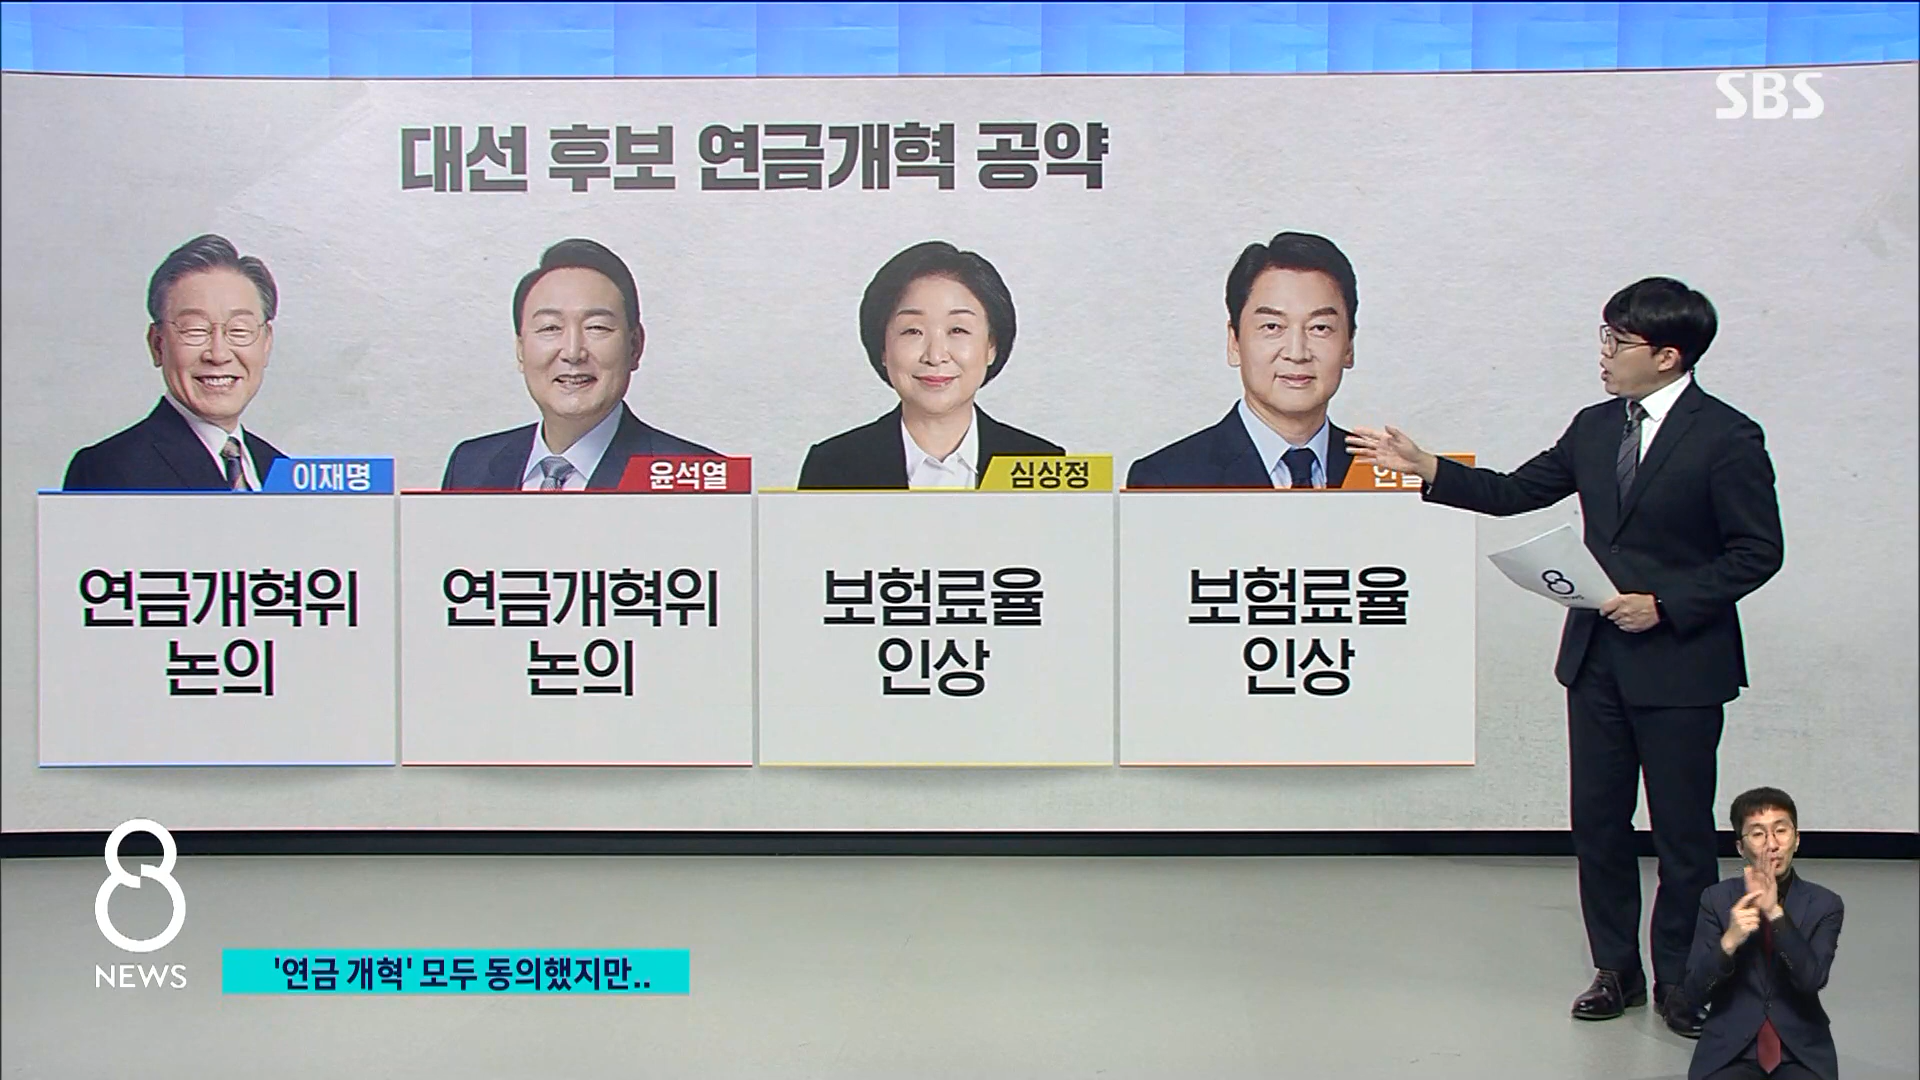 SBS
대선 후보 연금개혁 공약
이재명
윤석열
심상정
연금개혁위
논의
연금개혁위
논의
보험료율
인상
보험료율
인상
8
NEWS
8
NEWS
'연금 개혁' 모두 동의했지만..